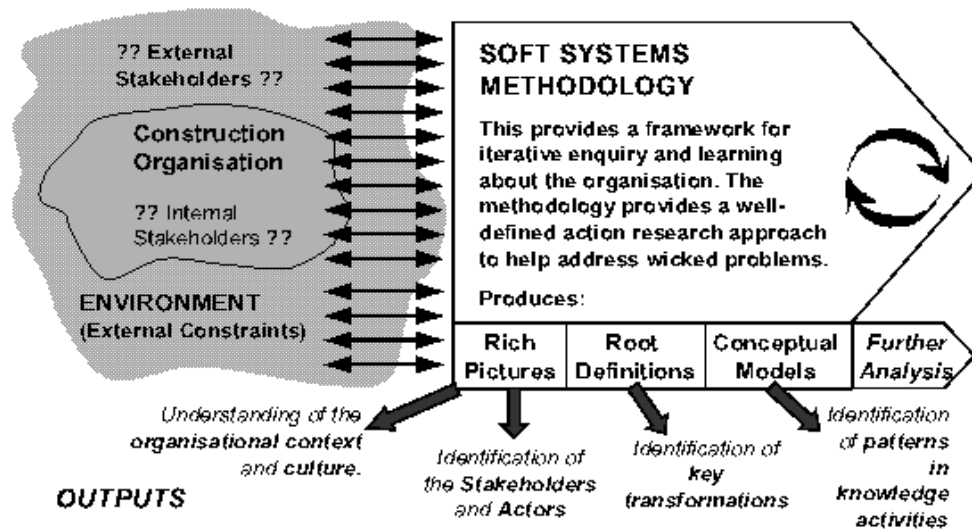 ?? External
Stakeholders ??
Construction
Organisation
?? Internal
Stakeholders ??
ENVIRONMENT
(External Constraints)
SOFT SYSTEMS
METHODOLOGY
This provides a framework for
iterative enquiry and learning
about the organisation. The
methodology provides a well-
defined action research approach
to help address wicked problems.
Produces:
Rich
Pictures
Root
Definitions
Conceptual
Models
Further
Analysis
Understanding of the
organisational context
and culture.
Identification of
the Stakeholders
and Actors
Identification of
key
transformations
Identification
of patterns
in
knowledge
activities
OUTPUTS